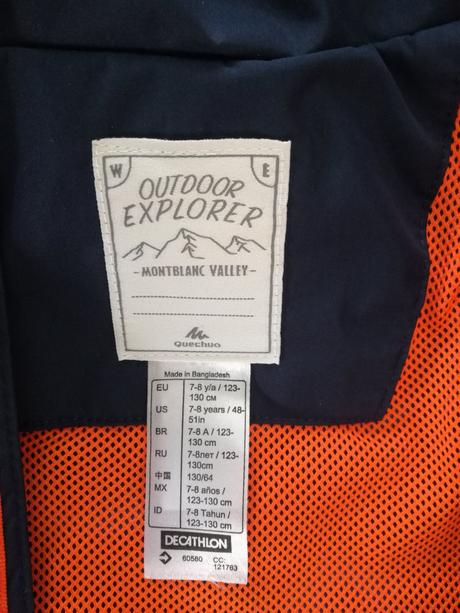 W E
OUTDOOR
EXPLORER
- MONTBLANC VALLEY -
Quechua
Made in Bangladesh
EU 7-8 y/a / 123-
130 см
US 7-8 years / 48-
51in
BR 7-8 A / 123-
130 cm
RU 7-8лет / 123-
130cm
中国 130/64
MX 7-8 años /
123-130 cm
ID 7-8 Tahun /
123-130 cm
DECATHLON
60580 CC:
121763